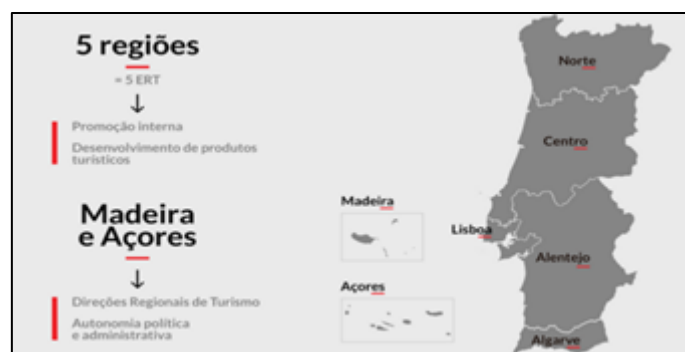 5 regiões
= 5 ERT
Promoção interna
Desenvolvimento de produtos
turísticos
Madeira
e Açores
Direções Regionais de Turismo
Autonomia política
e administrativa
Madeira
Açores
Norte
Centro
Lisboa
Alentejo
Algarve